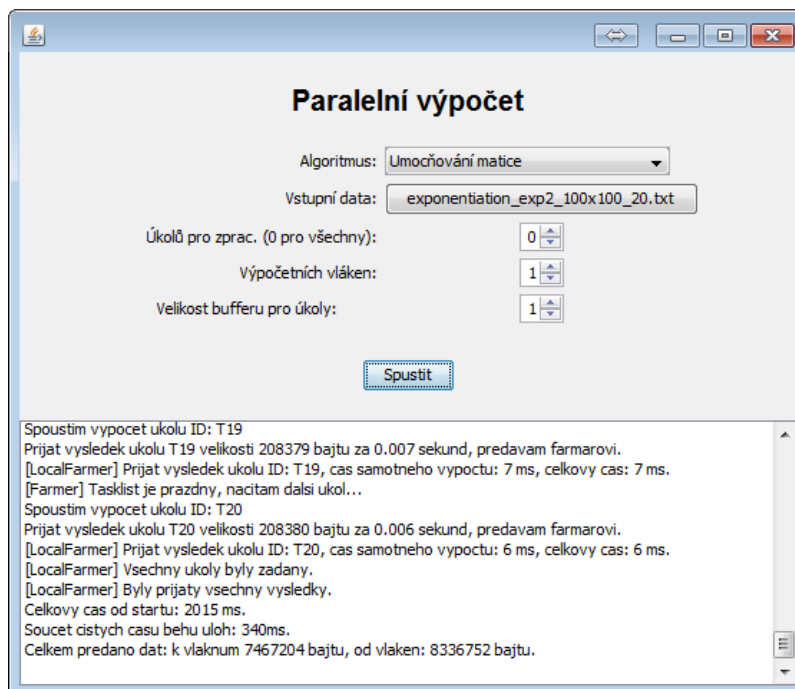 Paralelní výpočet
Algoritmus: Umocňování matice
Vstupní data: exponentiation_exp2_100x100_20.txt
Úkolů pro zprac. (0 pro všechny): 0
Výpočetních vláken: 1
Velikost bufferu pro úkoly: 1
Spustit
Spoustim vypocet ukolu ID: T19
Prijat vysledek ukolu T19 velikosti 208379 bajtu za 0.007 sekund, predavam farmarovi.
[LocalFarmer] Prijat vysledek ukolu ID: T19, cas samotneho vypoctu: 7 ms, celkovy cas: 7 ms.
[Farmer] Tasklist je prazdny, nacitam dalsi ukol...
Spoustim vypocet ukolu ID: T20
Prijat vysledek ukolu T20 velikosti 208380 bajtu za 0.006 sekund, predavam farmarovi.
[LocalFarmer] Prijat vysledek ukolu ID: T20, cas samotneho vypoctu: 6 ms, celkovy cas: 6 ms.
[LocalFarmer] Vsechny ukoly byly zadany.
[LocalFarmer] Byly prijaty vsechny vysledky.
Celkovy cas od startu: 2015 ms.
Soucet cistych casu behu uloh: 340ms.
Celkem predano dat: k vlaknum 7467204 bajtu, od vlaken: 8336752 bajtu.